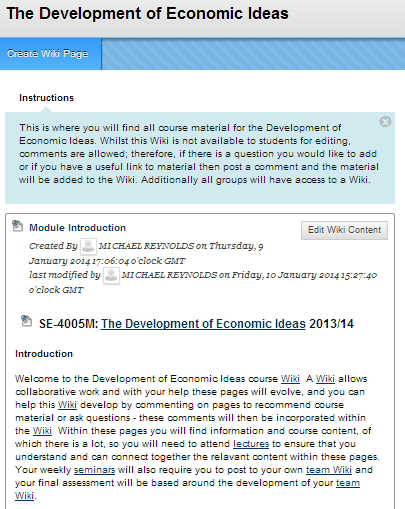 The Development of Economic Ideas
Create Wiki Page
Instructions
This is where you will find all course material for the Development of
Economic Ideas. Whilst this Wiki is not available to students for editing,
comments are allowed; therefore, if there is a question you would like to add
or if you have a useful link to material then post a comment and the material
will be added to the Wiki. Additionally all groups will have access to a Wiki.
Module Introduction
Edit Wiki Content
Created By MICHAEL REYNOLDS on Thursday, 9
January 2014 17:06:04 o'clock GMT
last modified by MICHAEL REYNOLDS on Friday, 10 January 2014 15:27:40
o'clock GMT
SE-4005M: The Development of Economic Ideas 2013/14
Introduction
Welcome to the Development of Economic Ideas course Wiki. A Wiki allows
collaborative work and with your help these pages will evolve, and you can
help this Wiki develop by commenting on pages to recommend course
material or ask questions - these comments will then be incorporated within
the Wiki. Within these pages you will find information and course content, of
which there is a lot, so you will need to attend lectures to ensure that you
understand and can connect together the relavant content within these pages.
Your weekly seminars will also require you to post to your own team Wiki and
your final assessment will be based around the development of your team
Wiki.